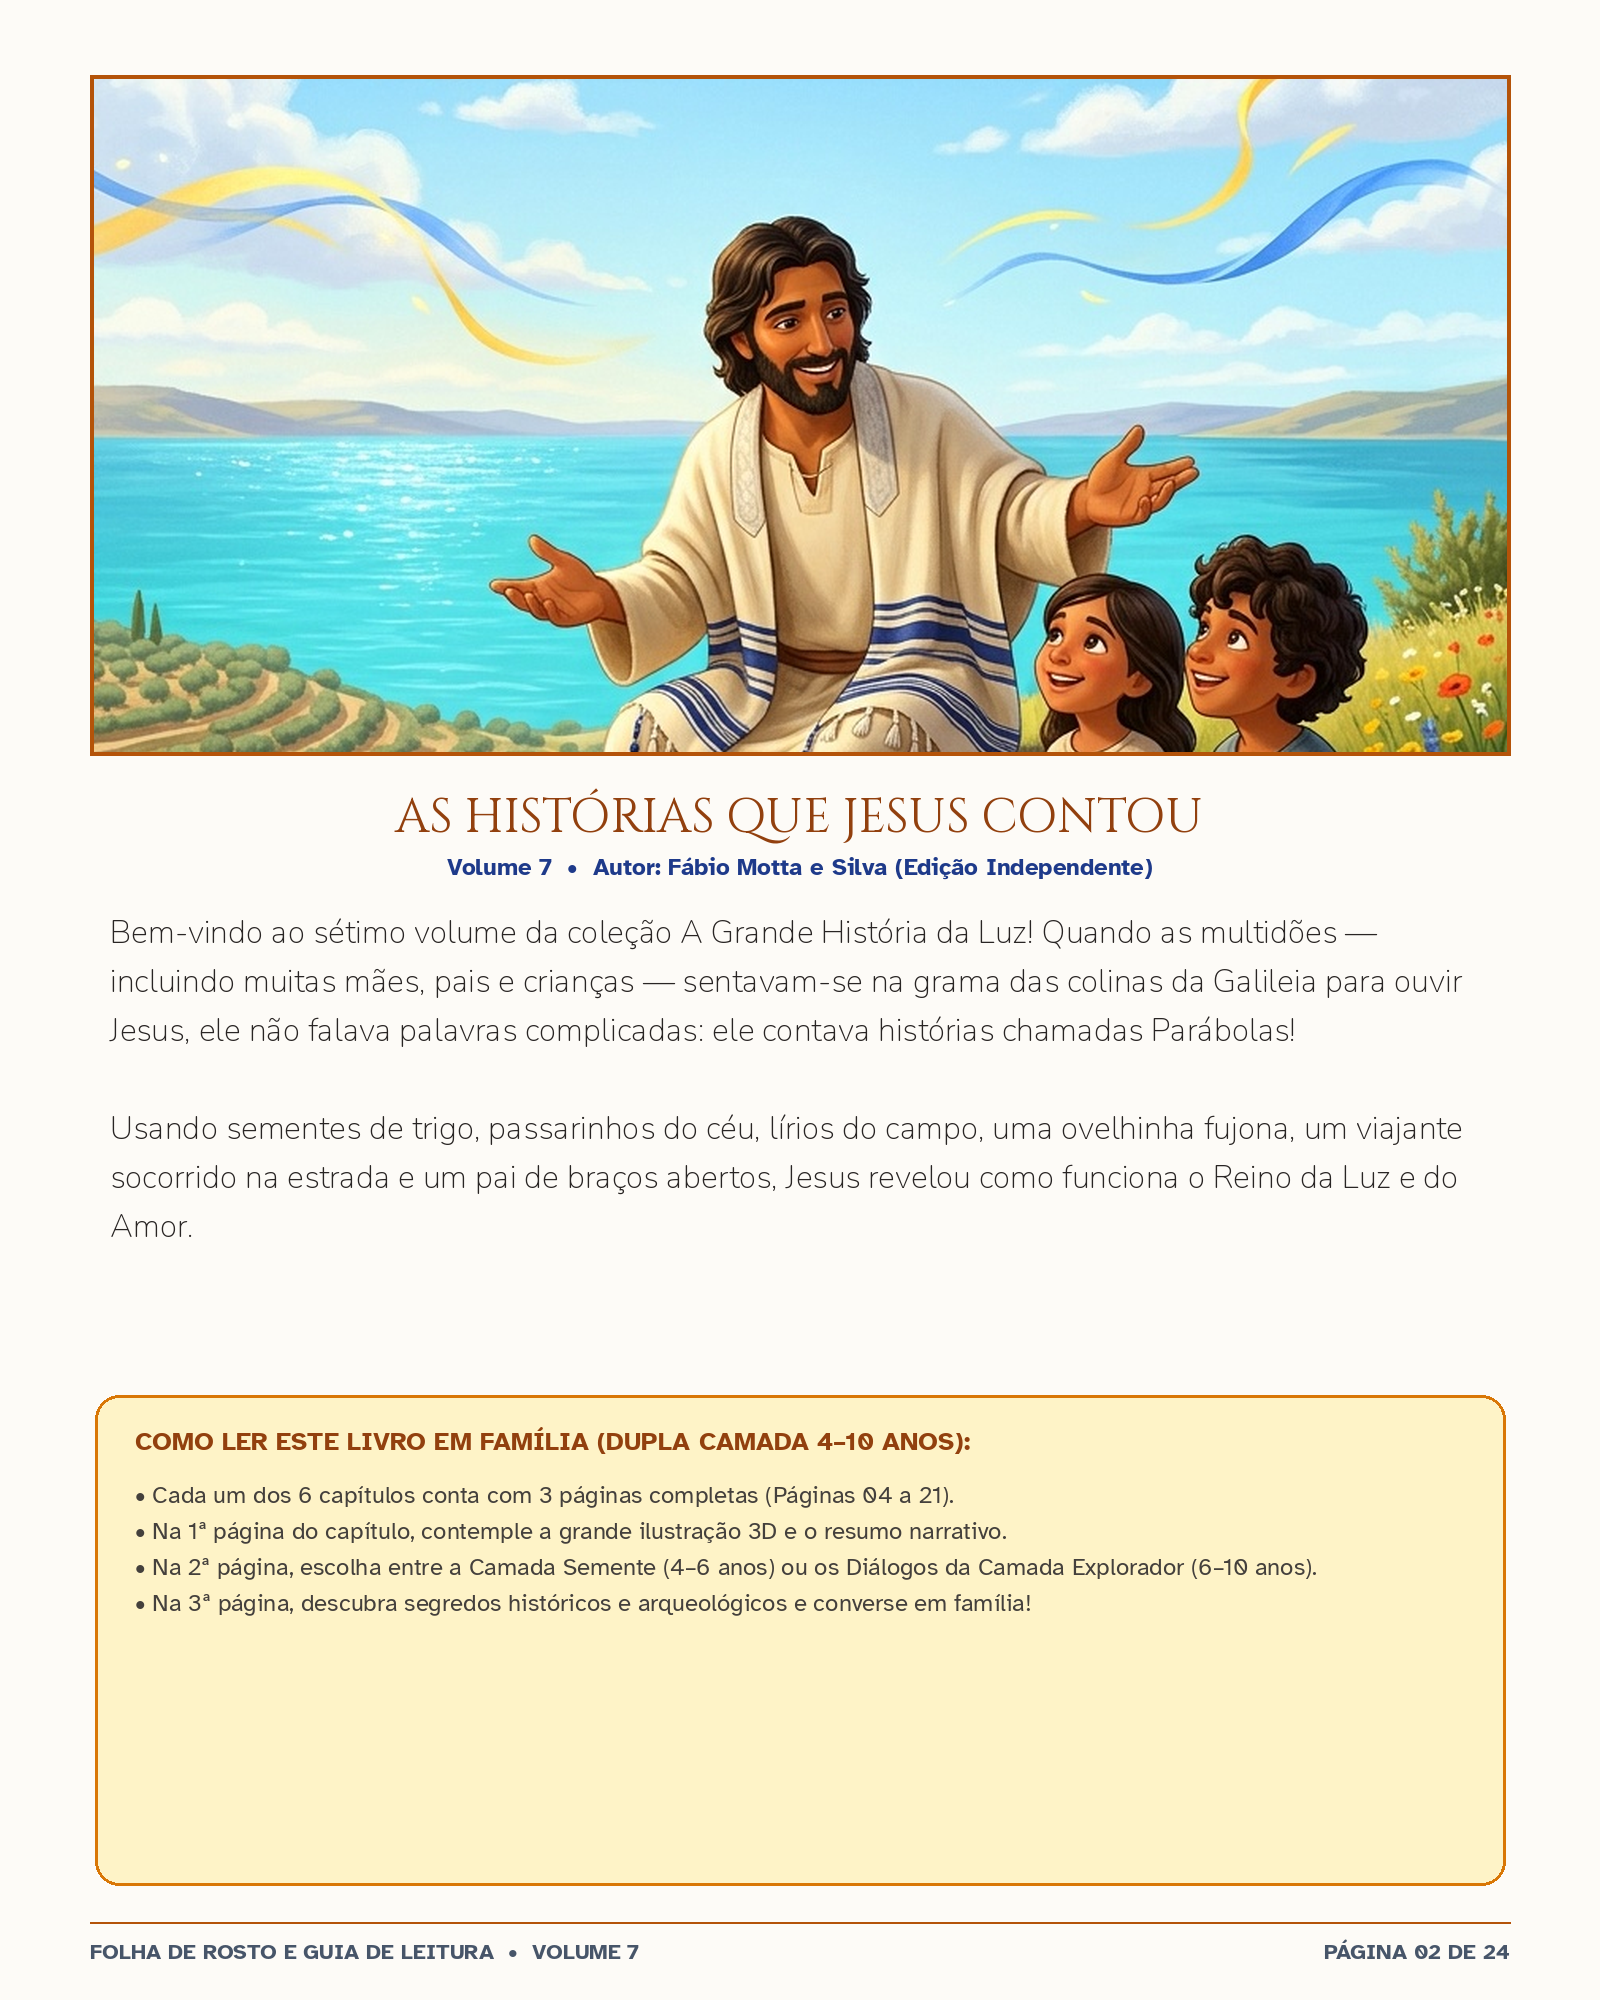 AS HISTÓRIAS QUE JESUS CONTOU
Volume 7 • Autor: Fábio Motta e Silva (Edição Independente)
Bem-vindo ao sétimo volume da coleção A Grande História da Luz! Quando as multidões —
incluindo muitas mães, pais e crianças — sentavam-se na grama das colinas da Galileia para ouvir
Jesus, ele não falava palavras complicadas: ele contava histórias chamadas Parábolas!
Usando sementes de trigo, passarinhos do céu, lírios do campo, uma ovelhinha fujona, um viajante
socorrido na estrada e um pai de braços abertos, Jesus revelou como funciona o Reino da Luz e do
Amor.
COMO LER ESTE LIVRO EM FAMÍLIA (DUPLA CAMADA 4–10 ANOS):
• Cada um dos 6 capítulos conta com 3 páginas completas (Páginas 04 a 21).
• Na 1ª página do capítulo, contemple a grande ilustração 3D e o resumo narrativo.
• Na 2ª página, escolha entre a Camada Semente (4–6 anos) ou os Diálogos da Camada Explorador (6–10 anos).
• Na 3ª página, descubra segredos históricos e arqueológicos e converse em família!
FOLHA DE ROSTO E GUIA DE LEITURA • VOLUME 7
PÁGINA 02 DE 24